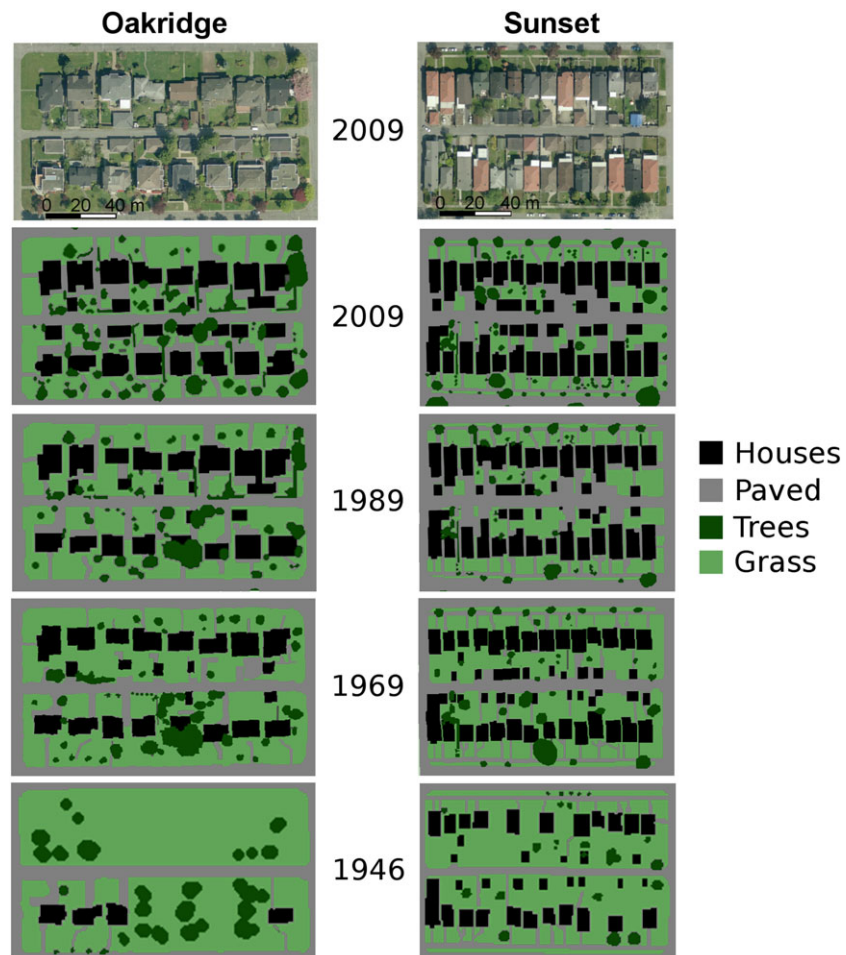 Oakridge
Sunset
2009
0 20 40 m
0 20 40 m
2009
1989
Houses
Paved
Trees
Grass
1969
1946